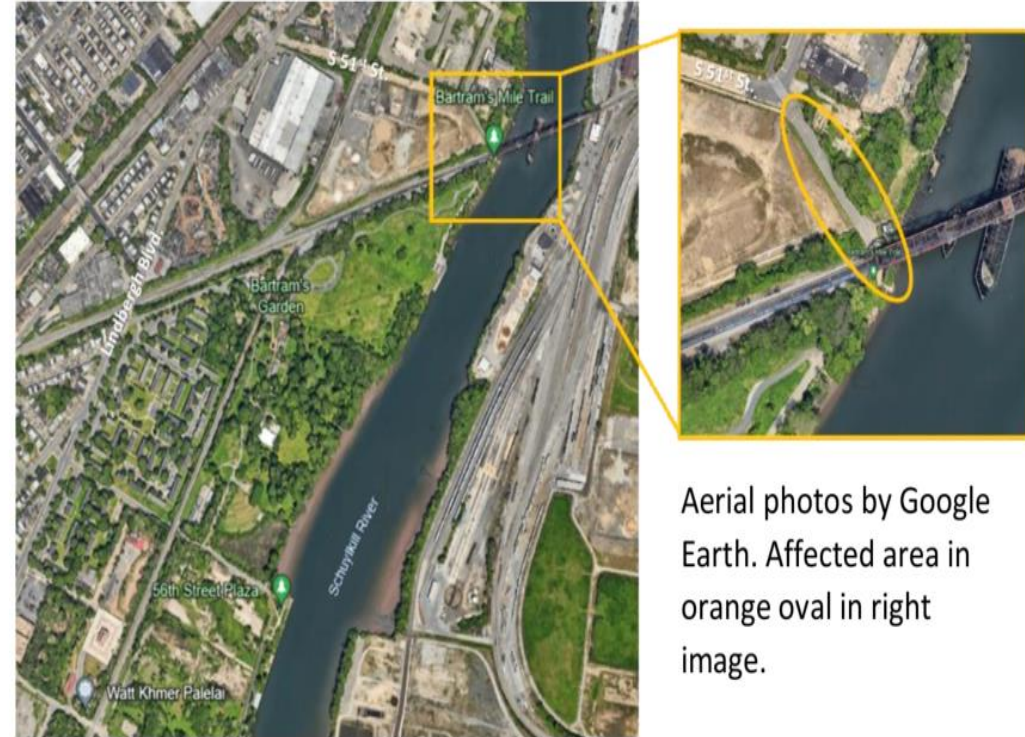 S 51st St.
Bartram's Mile Trail
Lindbergh Blvd
Bartram's
Garden
Schuylkill River
56th Street Plaza
Watt Khmer Palelai
S 51st St.
Aerial photos by Google
Earth. Affected area in
orange oval in right
image.